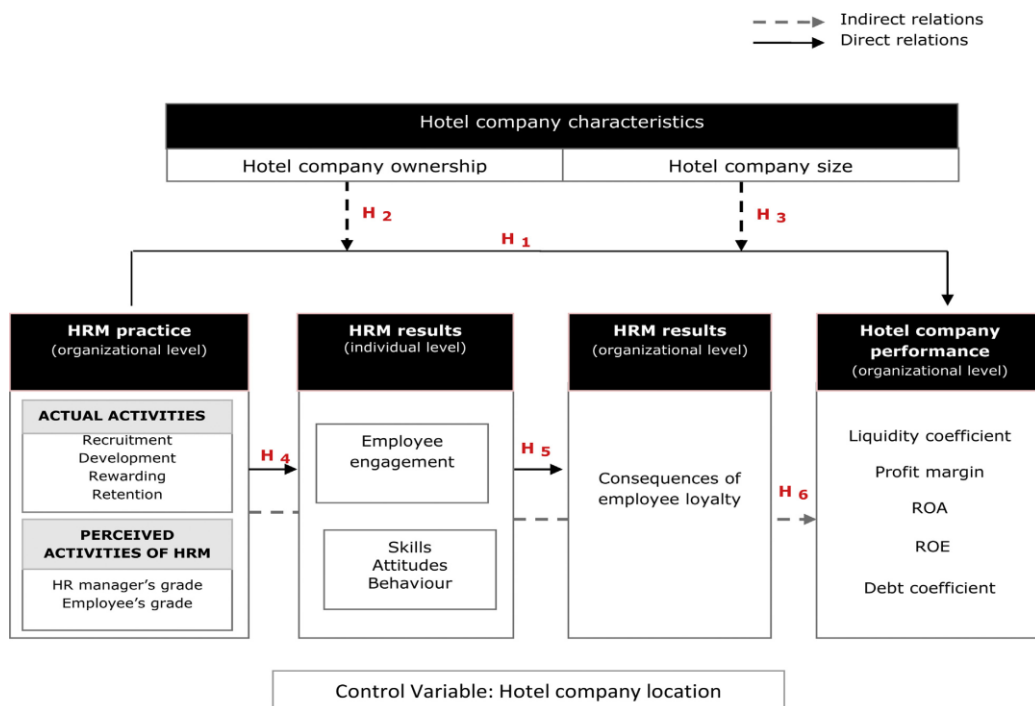 Indirect relations
Direct relations
Hotel company characteristics
Hotel company ownership
Hotel company size
H 2
H 3
H 1
HRM practice
(organizational level)
HRM results
(individual level)
HRM results
(organizational level)
Hotel company
performance
(organizational level)
ACTUAL ACTIVITIES
Recruitment
Development
Rewarding
Retention
H 4
PERCEIVED
ACTIVITIES OF HRM
HR manager's grade
Employee's grade
Employee
engagement
H 5
Skills
Attitudes
Behaviour
Consequences of
employee loyalty
H 6
Liquidity coefficient
Profit margin
ROA
ROE
Debt coefficient
Control Variable: Hotel company location